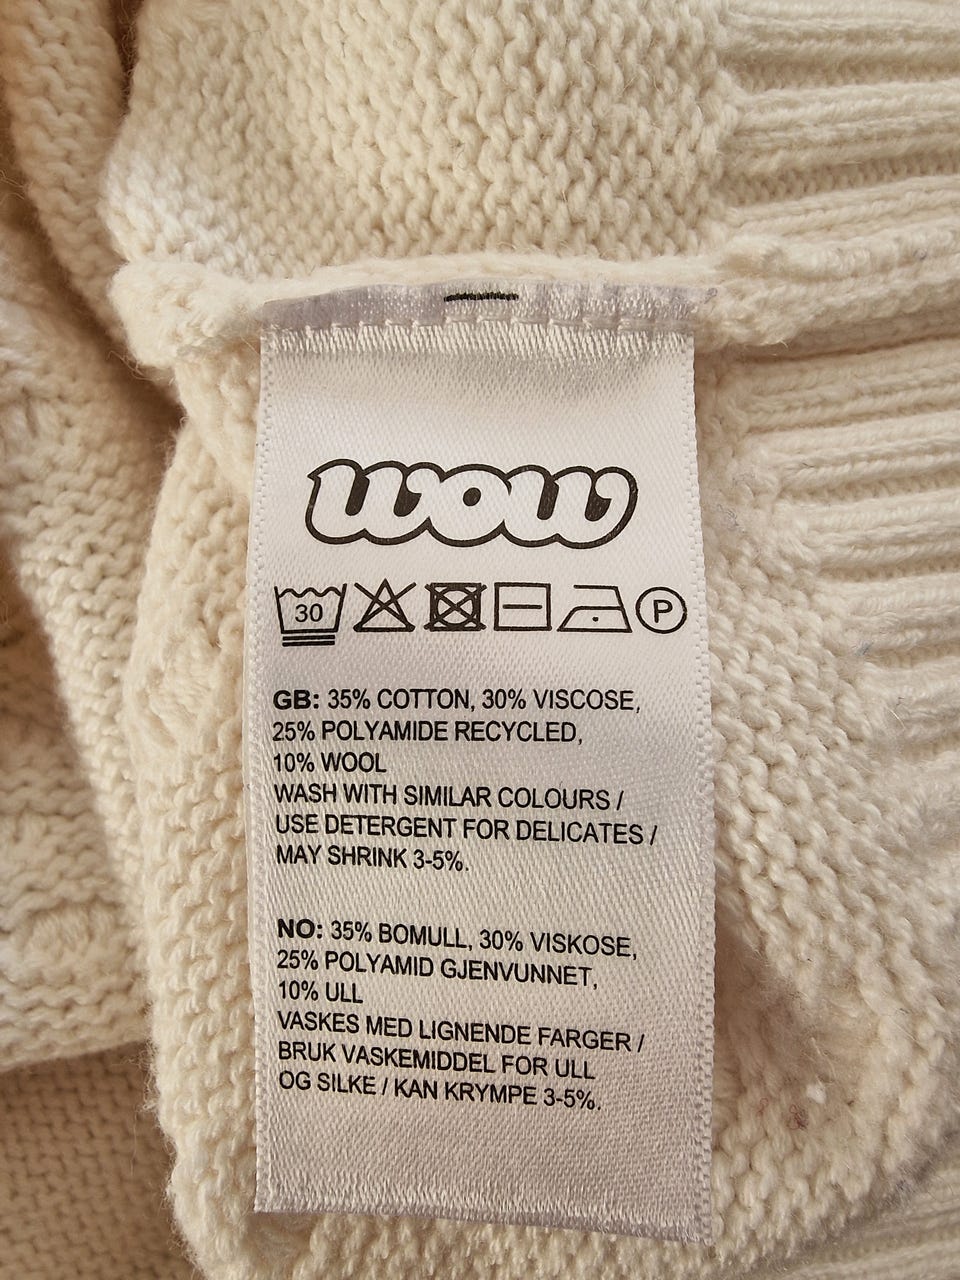 wow
30
P
GB: 35% COTTON, 30% VISCOSE,
25% POLYAMIDE RECYCLED,
10% WOOL
WASH WITH SIMILAR COLOURS /
USE DETERGENT FOR DELICATES /
MAY SHRINK 3-5%.
NO: 35% BOMULL, 30% VISKOSE,
25% POLYAMID GJENVUNNET,
10% ULL
VASKES MED LIGNENDE FARGER /
BRUK VASKEMIDDEL FOR ULL
OG SILKE / KAN KRYMPE 3-5%.